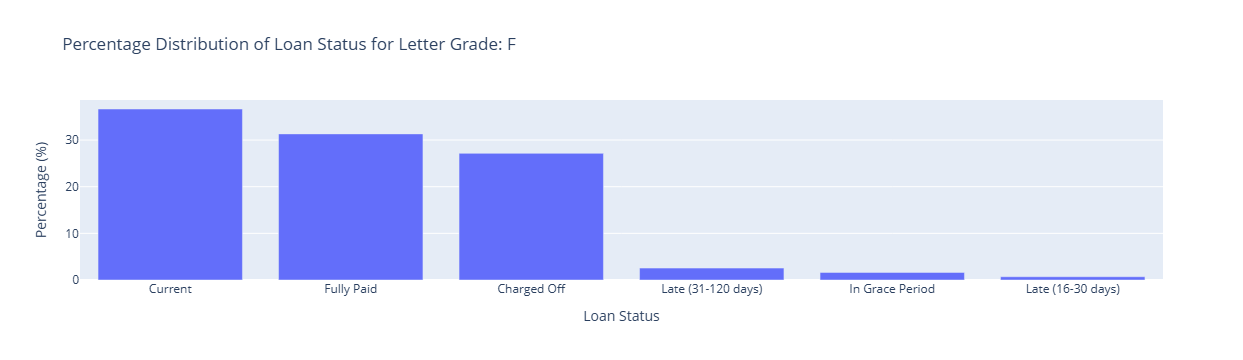 Percentage Distribution of Loan Status for Letter Grade: F
Percentage (%)
30
20
10
0
Current Fully Paid Charged Off Late (31-120 days) In Grace Period Late (16-30 days)
Loan Status